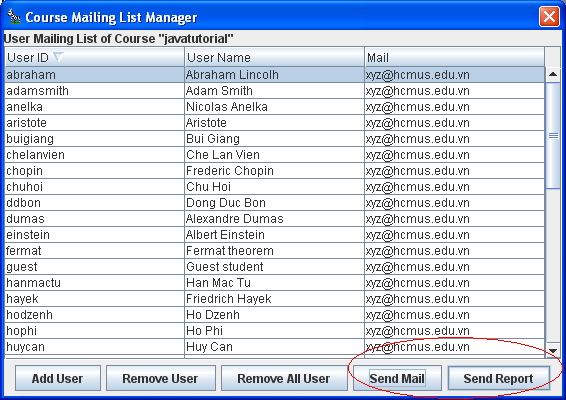 Course Mailing List Manager
User Mailing List of Course "javatutorial"
User ID User Name Mail
abraham Abraham Lincolh xyz@hcmus.edu.vn
adamsmith Adam Smith xyz@hcmus.edu.vn
anelka Nicolas Anelka xyz@hcmus.edu.vn
aristote Aristote xyz@hcmus.edu.vn
buigiang Bui Giang xyz@hcmus.edu.vn
chelanvien Che Lan Vien xyz@hcmus.edu.vn
chopin Frederic Chopin xyz@hcmus.edu.vn
chuhoi Chu Hoi xyz@hcmus.edu.vn
ddbon Dong Duc Bon xyz@hcmus.edu.vn
dumas Alexandre Dumas xyz@hcmus.edu.vn
einstein Albert Einstein xyz@hcmus.edu.vn
fermat Fermat theorem xyz@hcmus.edu.vn
guest Guest student xyz@hcmus.edu.vn
hanmactu Han Mac Tu xyz@hcmus.edu.vn
hayek Friedrich Hayek xyz@hcmus.edu.vn
hodzenh Ho Dzenh xyz@hcmus.edu.vn
hophi Ho Phi xyz@hcmus.edu.vn
huycan Huy Can xyz@hcmus.edu.vn
Add User Remove User Remove All User Send Mail Send Report